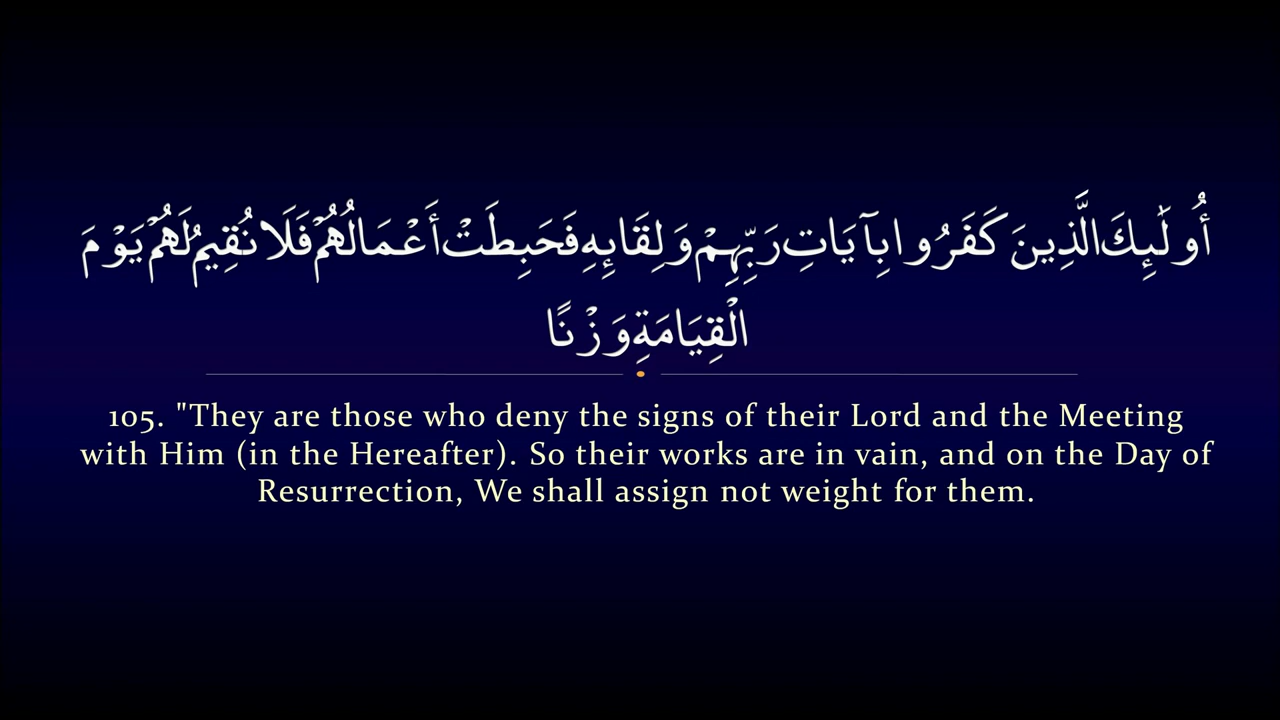 أُولَٰئِكَ الَّذِينَ كَفَرُوا بِآيَاتِ رَبِّهِمْ وَلِقَائِهِ فَحَبِطَتْ أَعْمَالُهُمْ فَلَا نُقِيمُ لَهُمْ يَوْمَ
الْقِيَامَةِ وَزْنًا
105. "They are those who deny the signs of their Lord and the Meeting
with Him (in the Hereafter). So their works are in vain, and on the Day of
Resurrection, We shall assign not weight for them.